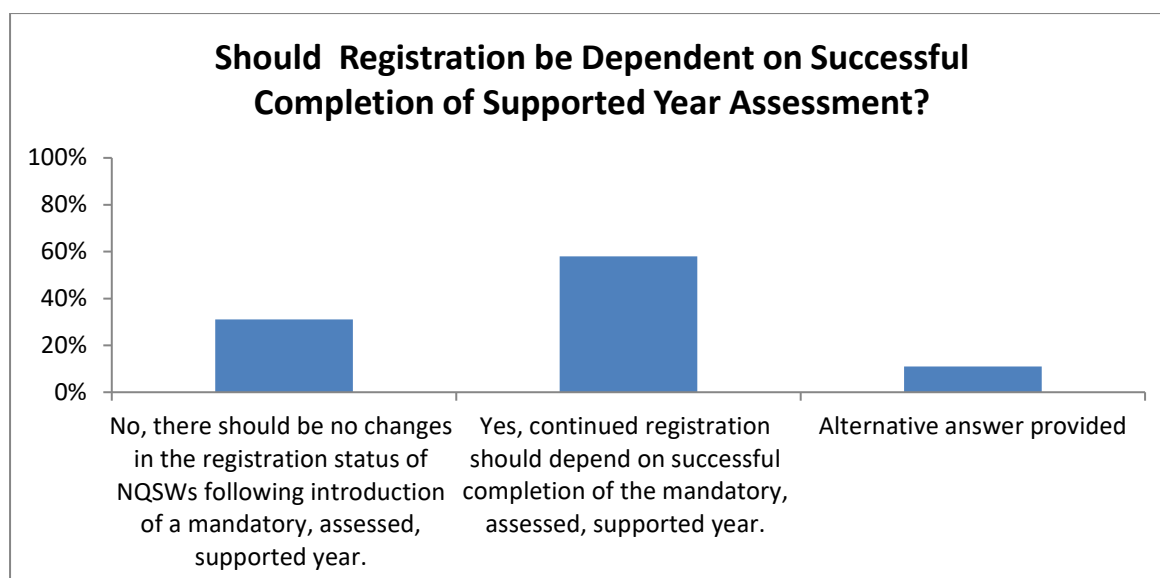 Should Registration be Dependent on Successful
Completion of Supported Year Assessment?
100%
80%
60%
40%
20%
0%
No, there should be no changes
in the registration status of
NQSWs following introduction
of a mandatory, assessed,
supported year.
Yes, continued registration
should depend on successful
completion of the mandatory,
assessed, supported year.
Alternative answer provided